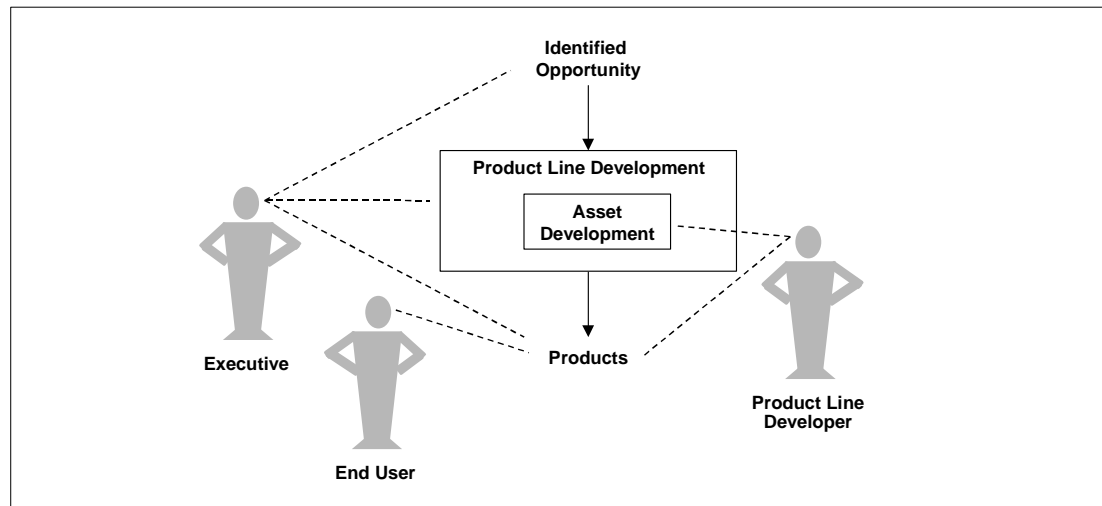 Identified
Opportunity
Product Line Development
Asset
Development
Products
Executive
End User
Product Line
Developer